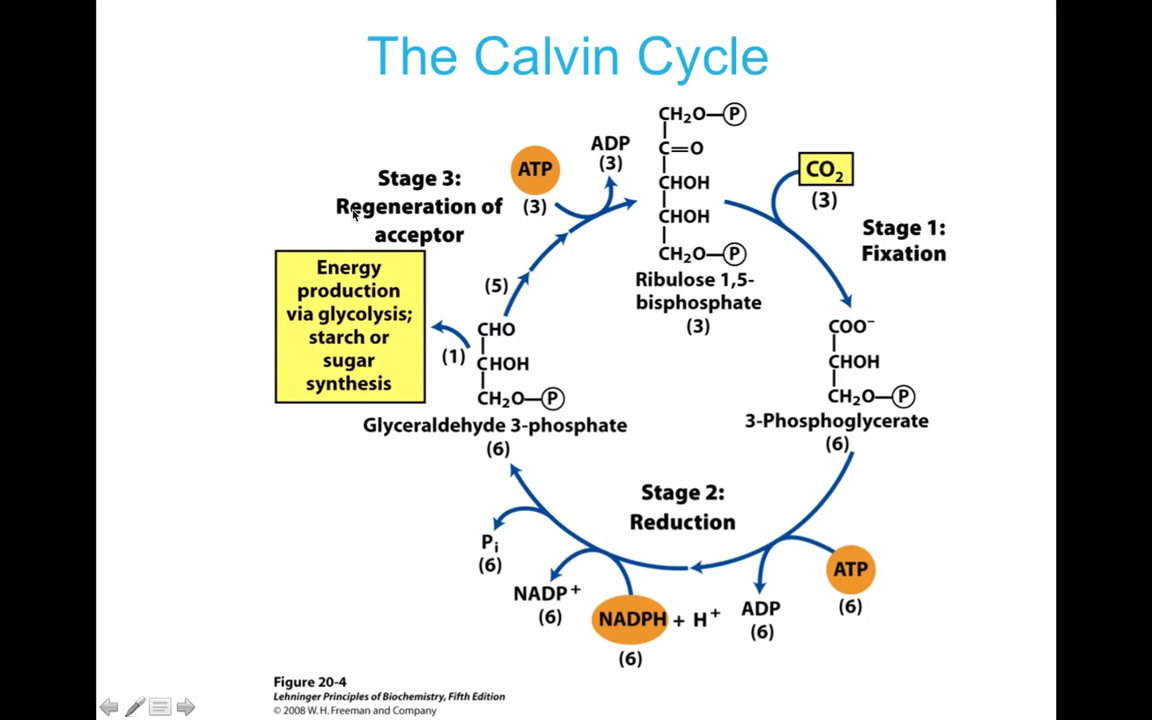 The Calvin Cycle
CH₂O—P
C=O
CHOH
CHOH
CH₂O—P
Ribulose 1,5-
bisphosphate
(3)
CO₂
(3)
Stage 1:
Fixation
COO⁻
CHOH
CH₂O—P
3-Phosphoglycerate
(6)
ATP
(6)
ADP
(6)
Stage 2:
Reduction
NADPH + H⁺
(6)
NADP⁺
(6)
Pᵢ
(6)
CHO
CHOH
CH₂O—P
Glyceraldehyde 3-phosphate
(6)
(1)
Energy
production
via glycolysis;
starch or
sugar
synthesis
(5)
Stage 3:
Regeneration of
acceptor
ATP
(3)
ADP
(3)
Figure 20-4
Lehninger Principles of Biochemistry, Fifth Edition
© 2008 W. H. Freeman and Company